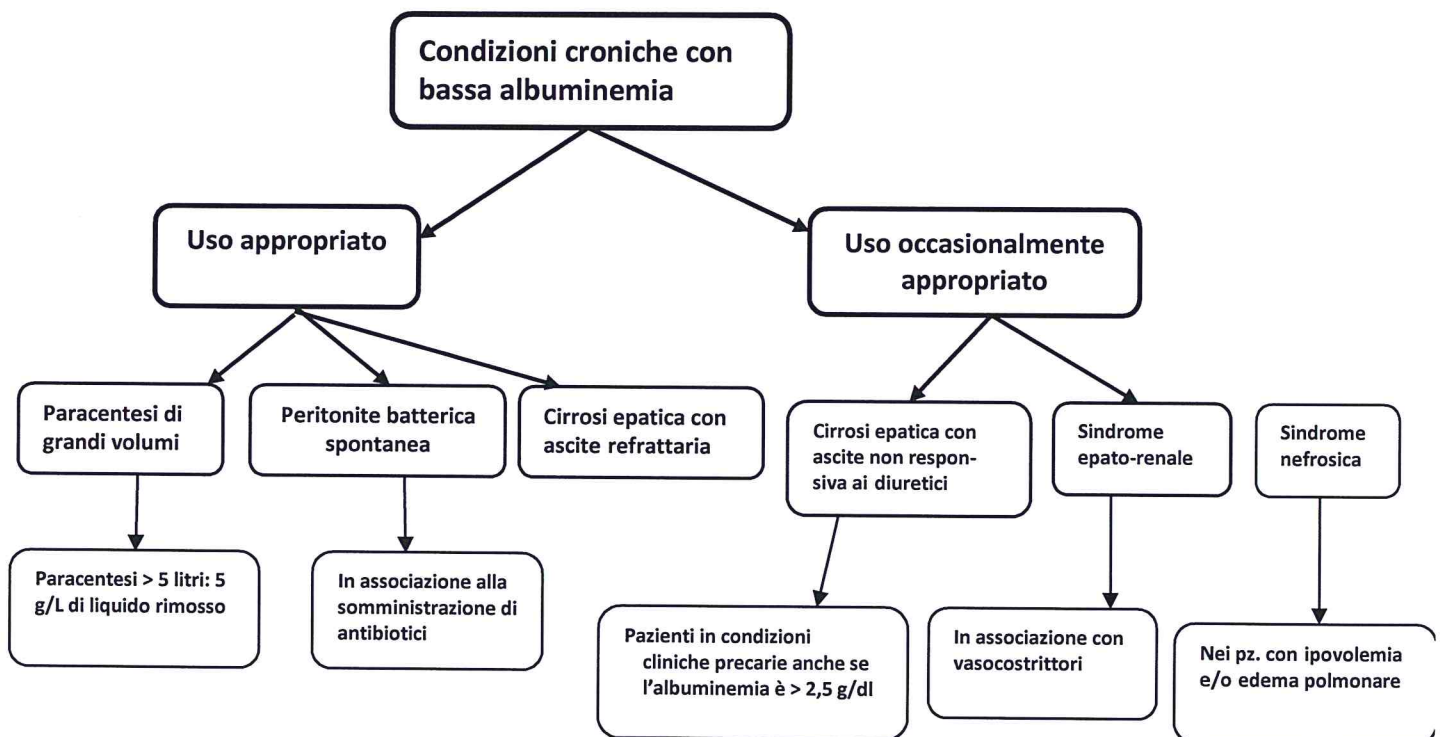 Condizioni croniche con
bassa albuminemia
Uso appropriato
Uso occasionalmente
appropriato
Paracentesi di
grandi volumi
Peritonite batterica
spontanea
Cirrosi epatica con
ascite refrattaria
Cirrosi epatica con
ascite non respon-
siva ai diuretici
Sindrome
epato-renale
Sindrome
nefrosica
Paracentesi > 5 litri: 5
g/L di liquido rimosso
In associazione alla
somministrazione di
antibiotici
Pazienti in condizioni
cliniche precarie anche se
l'albuminemia è > 2,5 g/dl
In associazione con
vasocostrittori
Nei pz. con ipovolemia
e/o edema polmonare